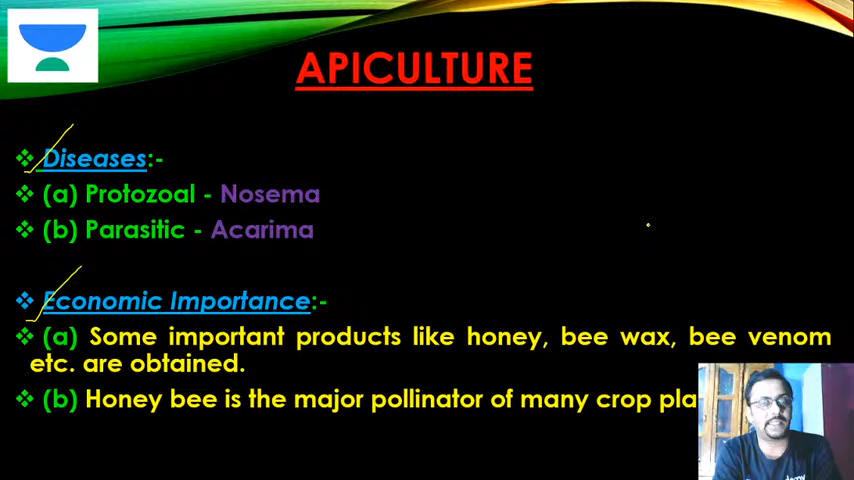 APICULTURE
Diseases:-
(a) Protozoal - Nosema
(b) Parasitic - Acarima
Economic Importance:-
(a) Some important products like honey, bee wax, bee venom
etc. are obtained.
(b) Honey bee is the major pollinator of many crop